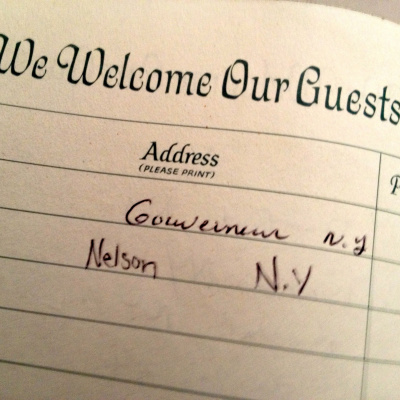 We Welcome Our Guests
Address
(PLEASE PRINT)
Gouverneur N.Y
Nelson N.Y